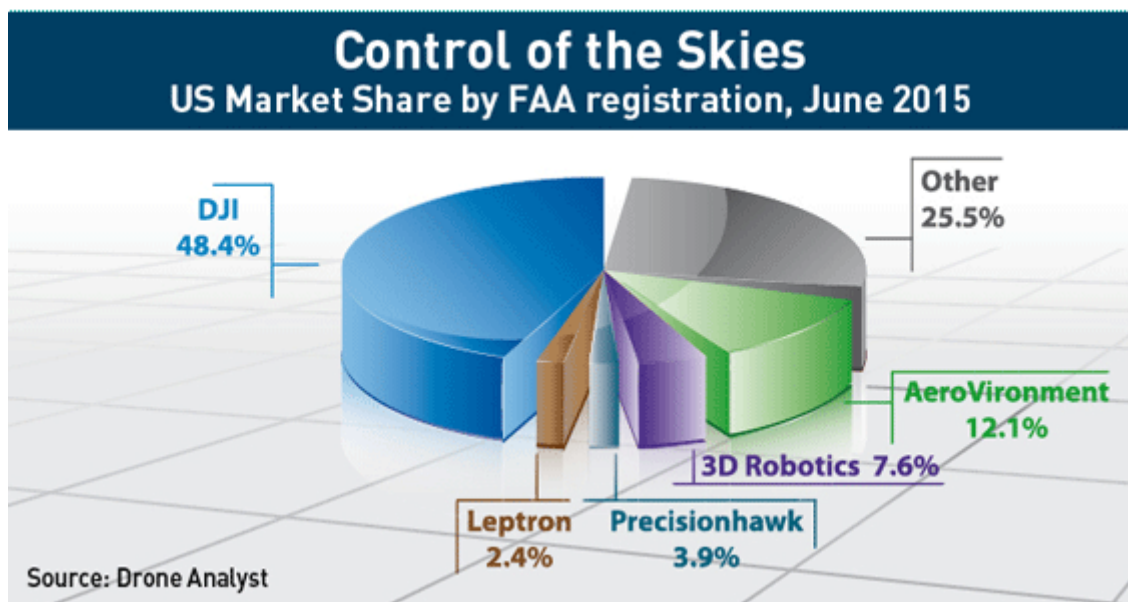 Control of the Skies
US Market Share by FAA registration, June 2015
DJI
48.4%
Other
25.5%
AeroVironment
12.1%
3D Robotics 7.6%
Leptron
2.4%
Precisionhawk
3.9%
Source: Drone Analyst